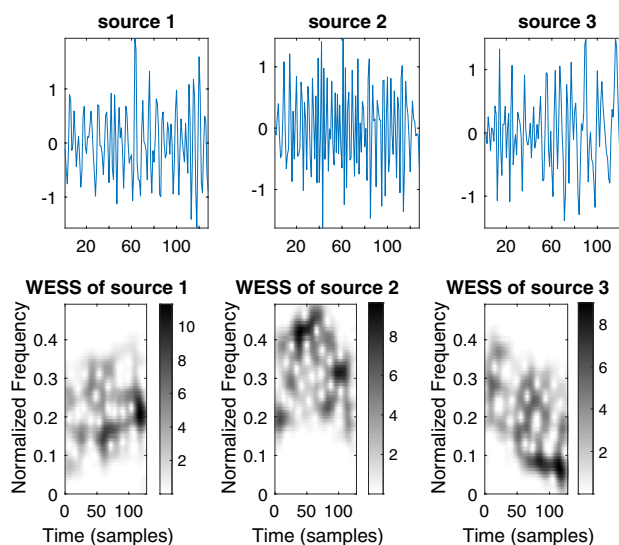 source 1
source 2
source 3
1
0
-1
20 60 100
1
0
-1
20 60 100
1
0
-1
20 60 100
WESS of source 1
WESS of source 2
WESS of source 3
Normalized Frequency
0.4
0.3
0.2
0.1
0
0 50 100
Time (samples)
10
8
6
4
2
Normalized Frequency
0.4
0.3
0.2
0.1
0
0 50 100
Time (samples)
8
6
4
2
Normalized Frequency
0.4
0.3
0.2
0.1
0
0 50 100
Time (samples)
8
6
4
2